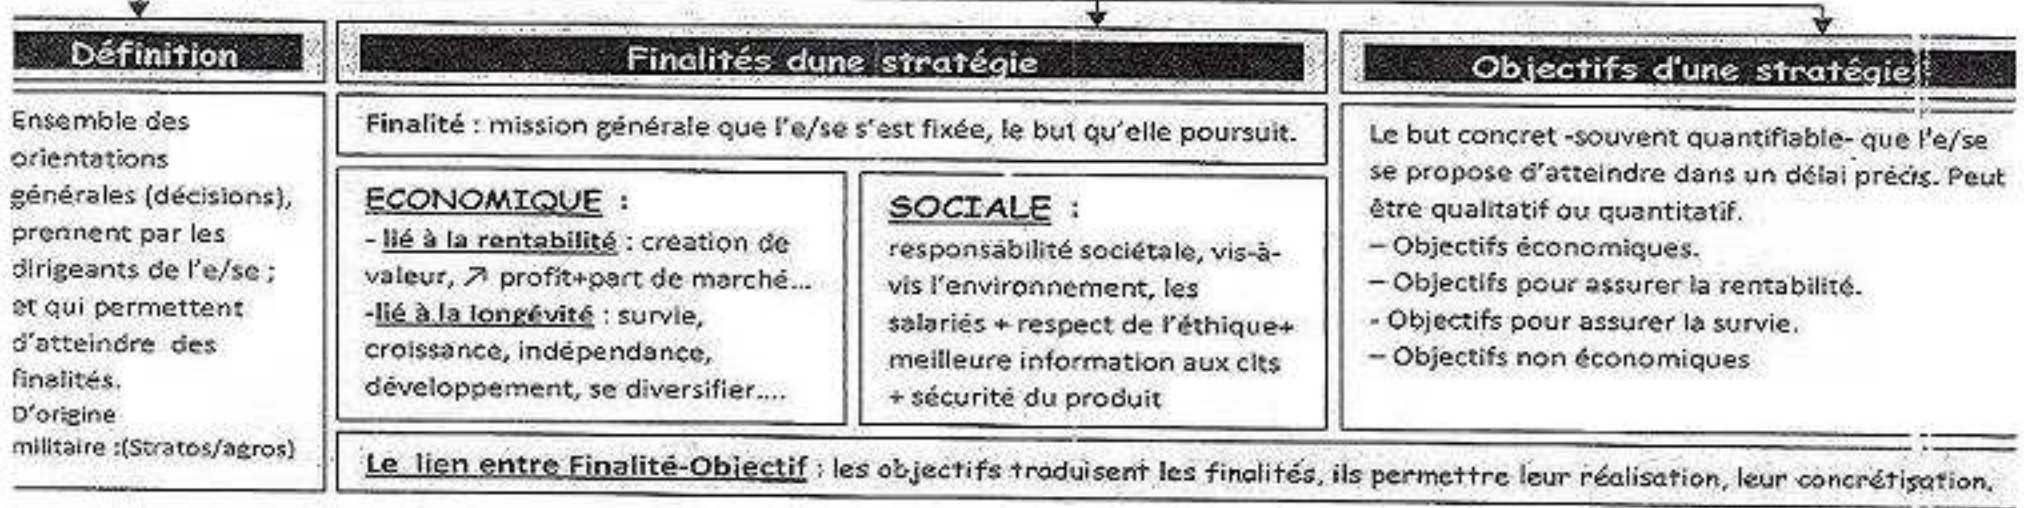 Définition
Ensemble des
orientations
générales (décisions),
prennent par les
dirigeants de l'e/se ;
et qui permettent
d'atteindre des
finalités.
D'origine
militaire :(Stratos/agros)
Finalités dune stratégie
Finalité : mission générale que l'e/se s'est fixée, le but qu'elle poursuit.
ECONOMIQUE :
- lié à la rentabilité : création de
valeur, ↗ profit+part de marché...
-lié à la longévité : survie,
croissance, indépendance,
développement, se diversifier....
SOCIALE :
responsabilité sociétale, vis-à-
vis l'environnement, les
salariés + respect de l'éthique+
meilleure information aux clts
+ sécurité du produit
Objectifs d'une stratégie
Le but concret -souvent quantifiable- que l'e/se
se propose d'atteindre dans un délai précis. Peut
être qualitatif ou quantitatif.
– Objectifs économiques.
– Objectifs pour assurer la rentabilité.
- Objectifs pour assurer la survie.
– Objectifs non économiques
Le lien entre Finalité-Objectif : les objectifs traduisent les finalités, ils permettre leur réalisation, leur concrétisation.